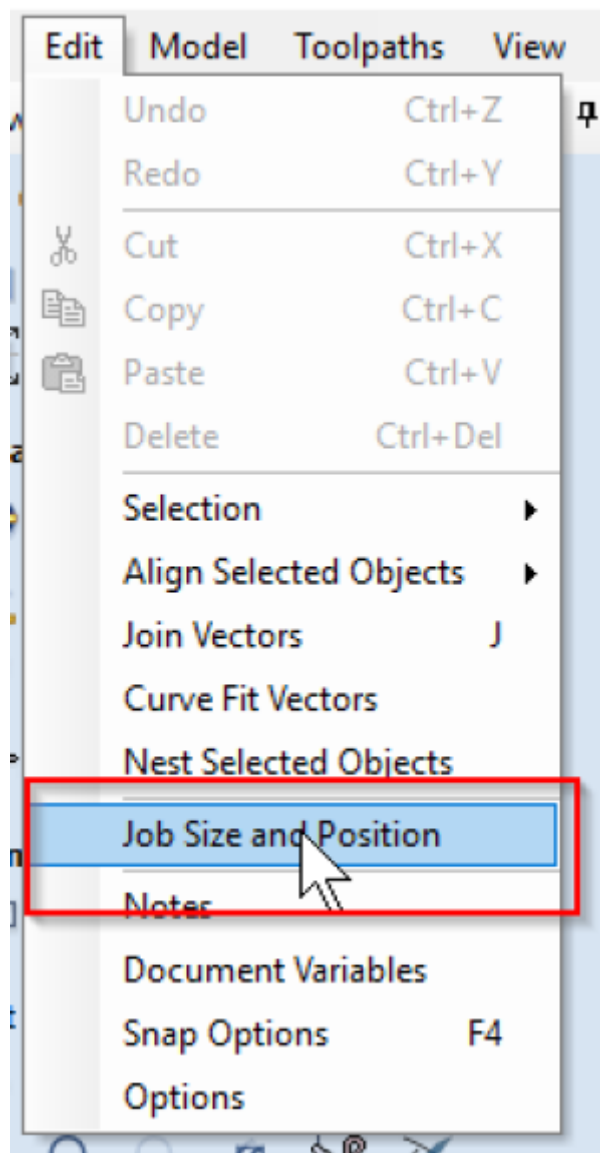 Edit Model Toolpaths View
Undo Ctrl+Z
Redo Ctrl+Y
Cut Ctrl+X
Copy Ctrl+C
Paste Ctrl+V
Delete Ctrl+Del
Selection
Align Selected Objects
Join Vectors J
Curve Fit Vectors
Nest Selected Objects
Job Size and Position
Notes
Document Variables
Snap Options F4
Options